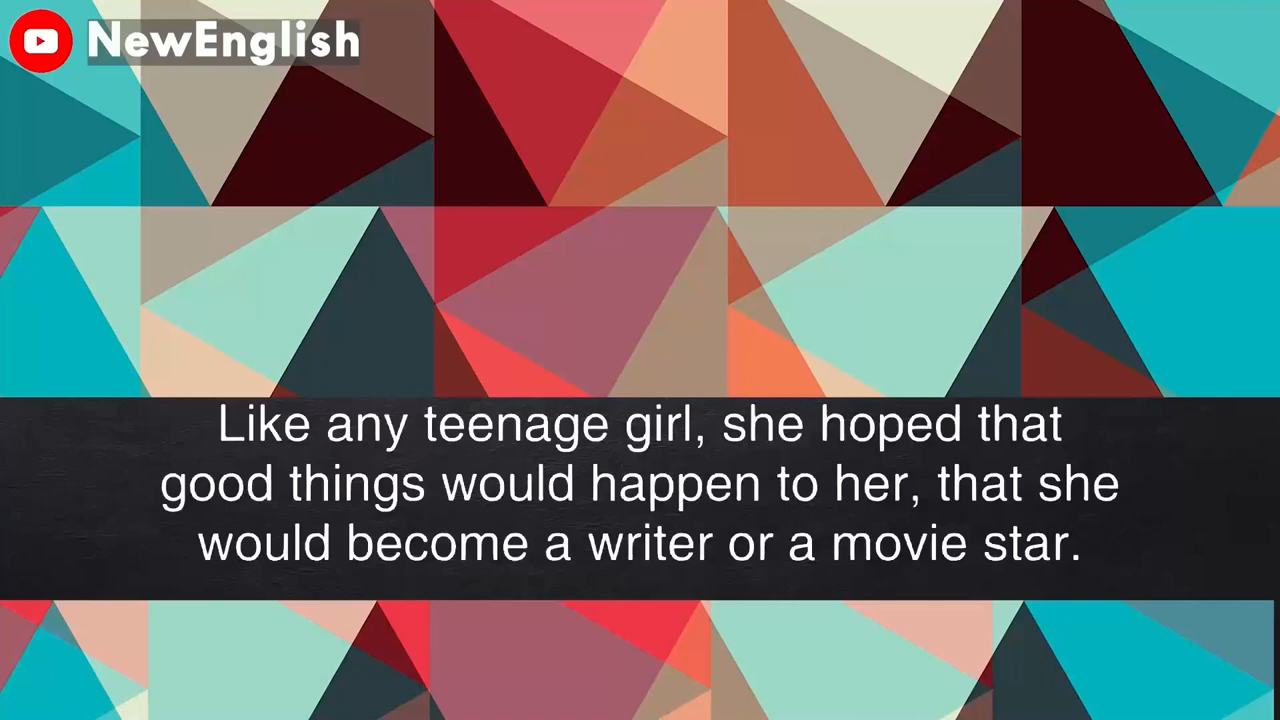 NewEnglish
Like any teenage girl, she hoped that
good things would happen to her, that she
would become a writer or a movie star.